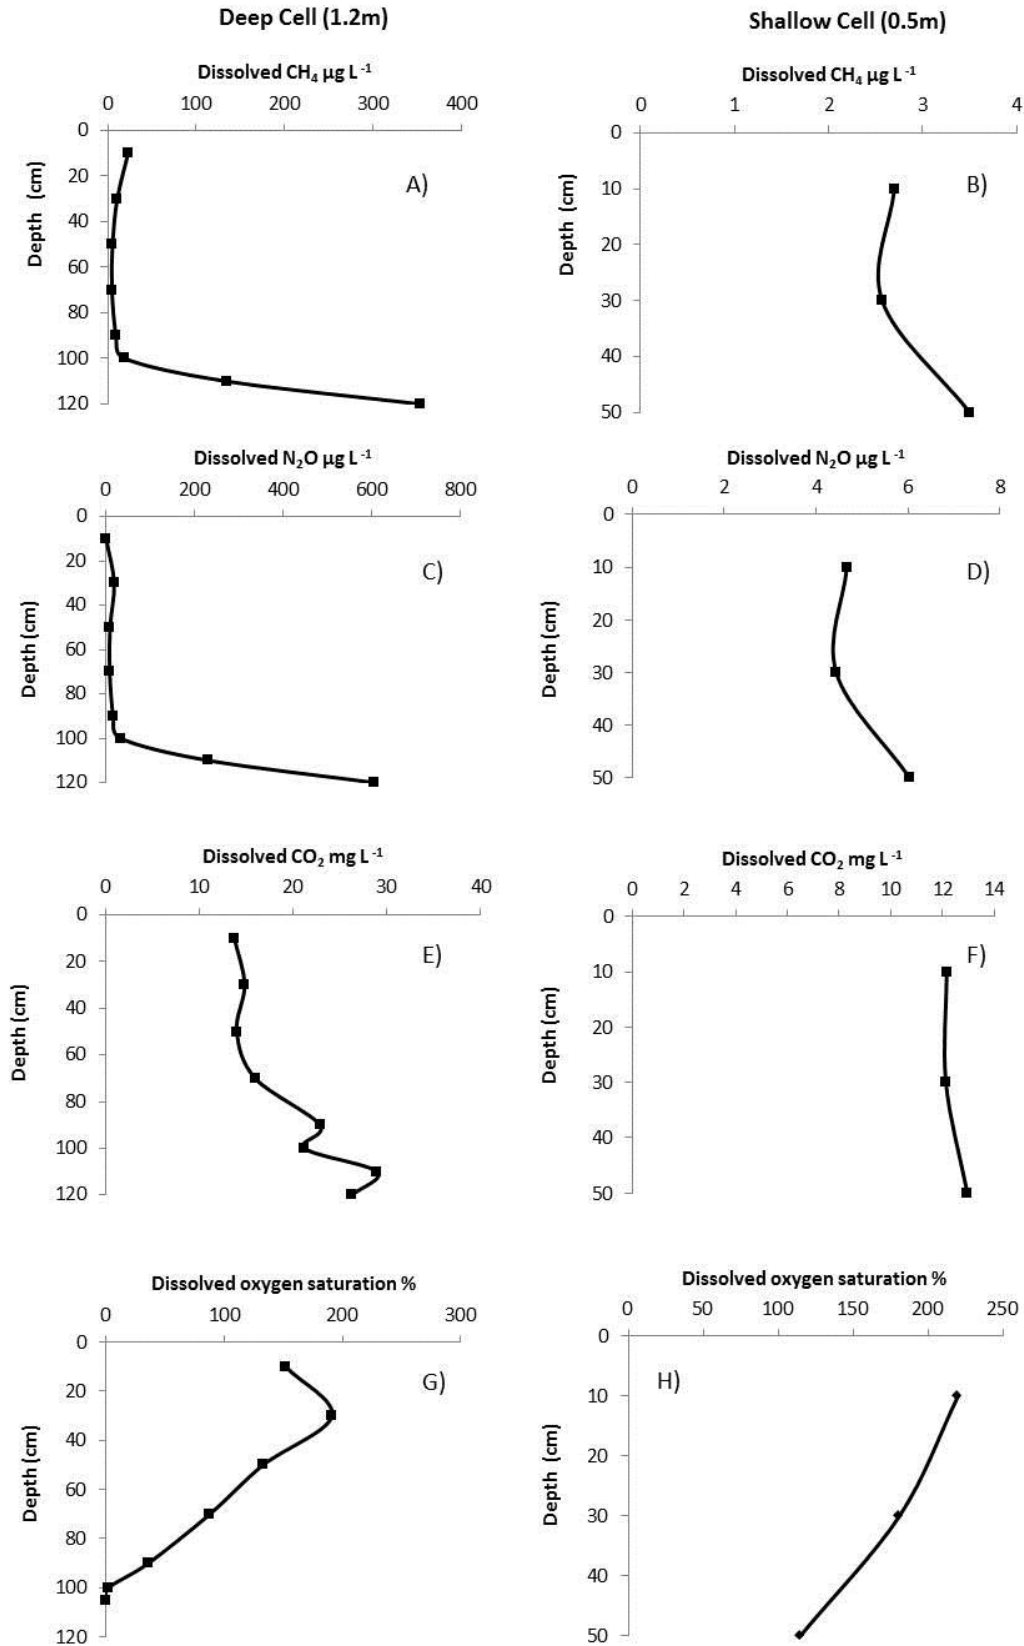 Deep Cell (1.2m)
Shallow Cell (0.5m)
Dissolved CH₄ µg L⁻¹
0 100 200 300 400
0
20
40
60
80
100
120
Depth (cm)
A)
Dissolved CH₄ µg L⁻¹
0 1 2 3 4
0
10
20
30
40
50
Depth (cm)
B)
Dissolved N₂O µg L⁻¹
0 200 400 600 800
0
20
40
60
80
100
120
Depth (cm)
C)
Dissolved N₂O µg L⁻¹
0 2 4 6 8
0
10
20
30
40
50
Depth (cm)
D)
Dissolved CO₂ mg L⁻¹
0 10 20 30 40
0
20
40
60
80
100
120
Depth (cm)
E)
Dissolved CO₂ mg L⁻¹
0 2 4 6 8 10 12 14
0
10
20
30
40
50
Depth (cm)
F)
Dissolved oxygen saturation %
0 100 200 300
0
20
40
60
80
100
120
Depth (cm)
G)
Dissolved oxygen saturation %
0 50 100 150 200 250
0
10
20
30
40
50
Depth (cm)
H)